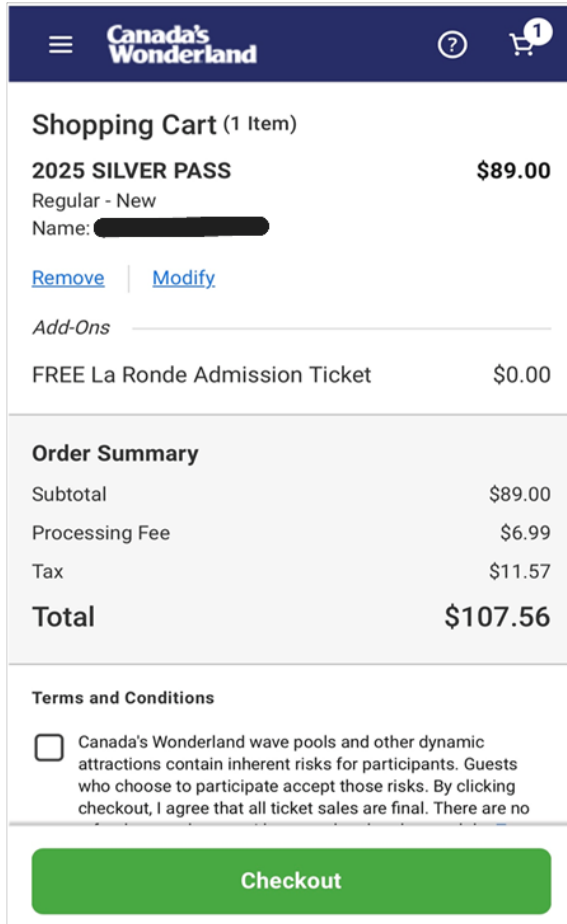 Canada's
Wonderland
?
1
Shopping Cart (1 Item)
2025 SILVER PASS $89.00
Regular - New
Name:
Remove Modify
Add-Ons
FREE La Ronde Admission Ticket $0.00
Order Summary
Subtotal $89.00
Processing Fee $6.99
Tax $11.57
Total $107.56
Terms and Conditions
Canada's Wonderland wave pools and other dynamic
attractions contain inherent risks for participants. Guests
who choose to participate accept those risks. By clicking
checkout, I agree that all ticket sales are final. There are no
Checkout